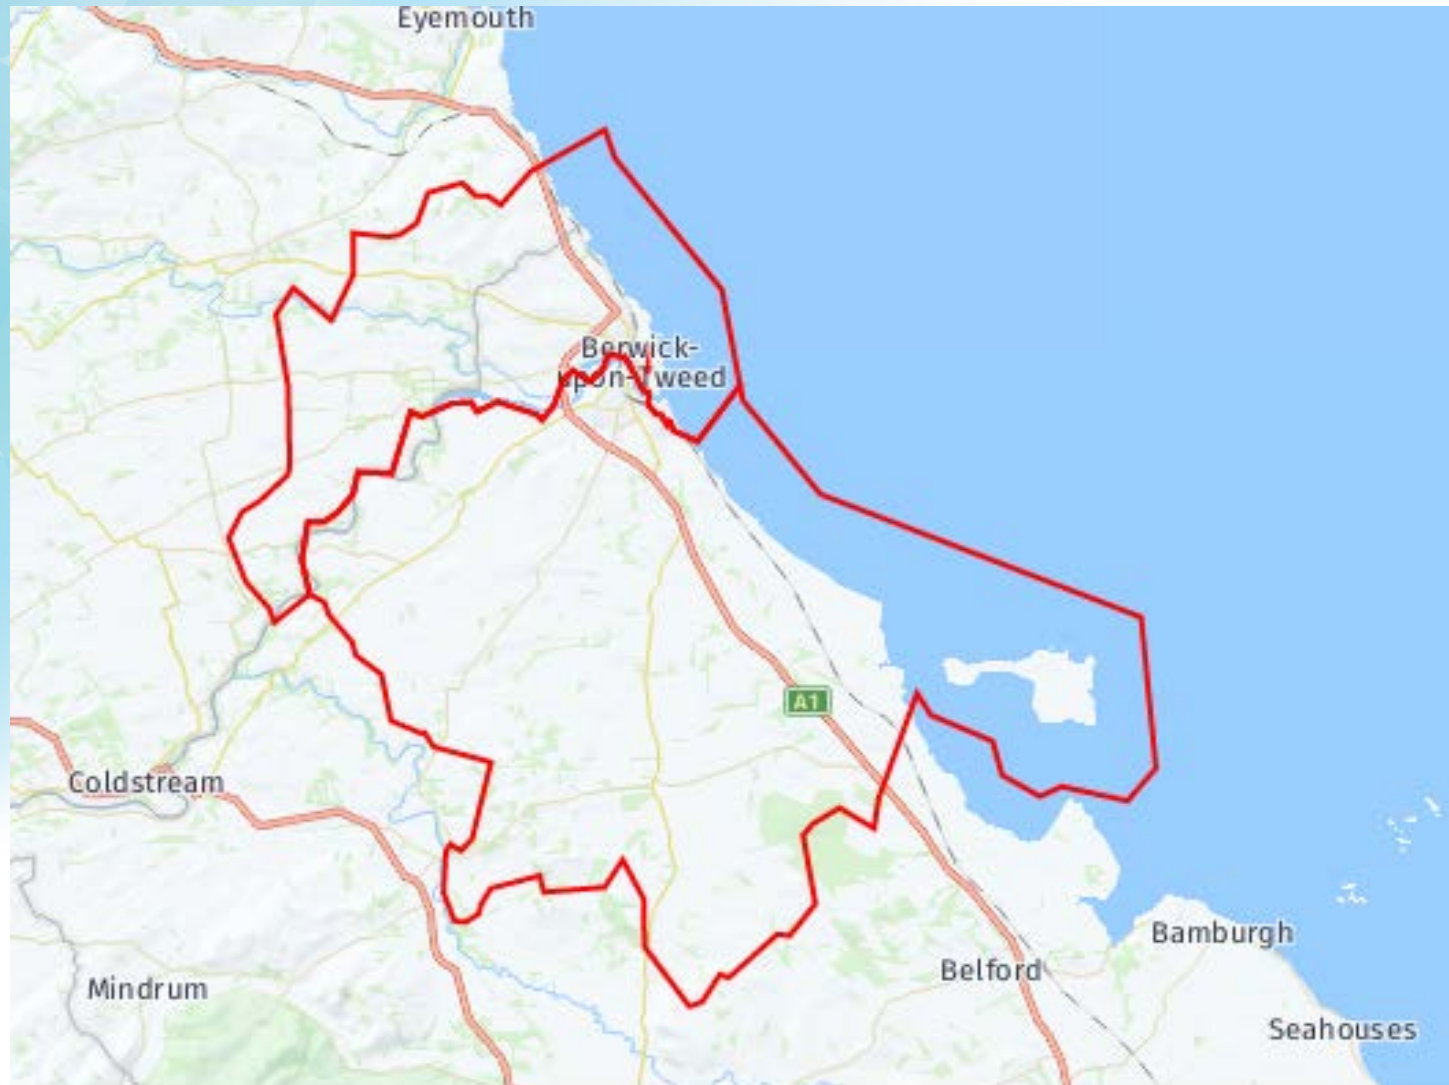 Eyemouth
Berwick-
upon-Tweed
A1
Coldstream
Bamburgh
Belford
Mindrum
Seahouses